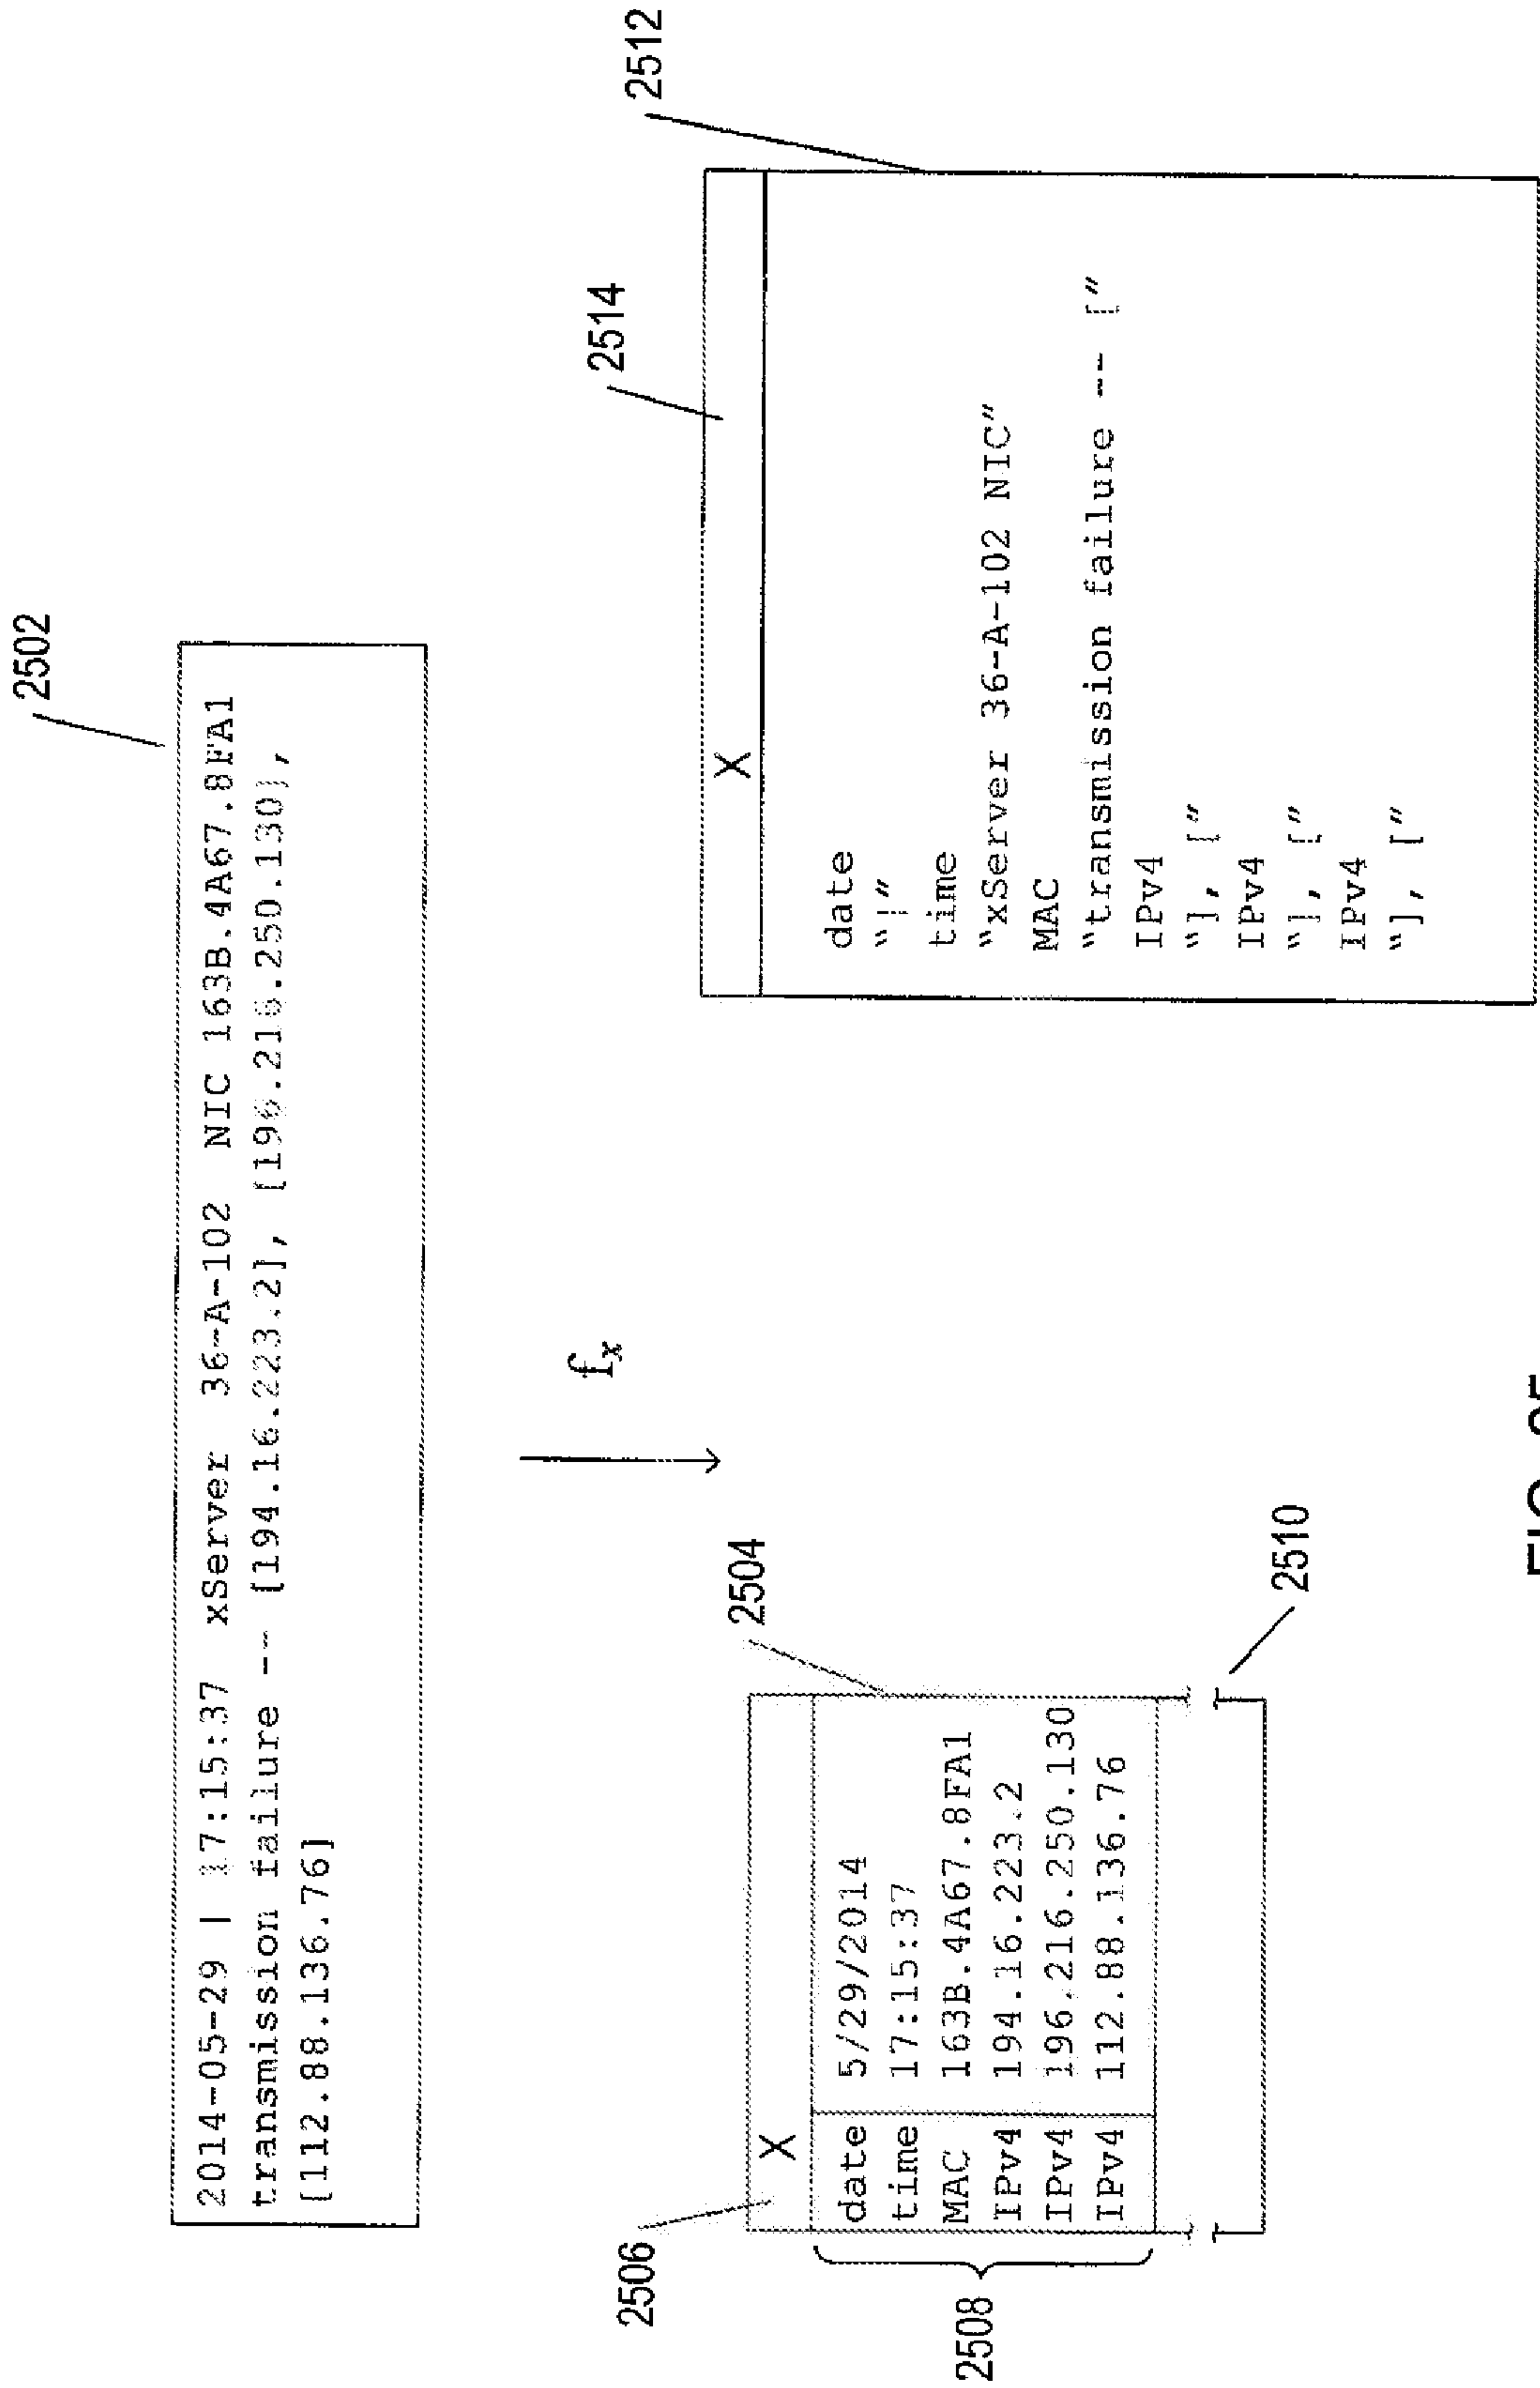 2502
2014-05-29 | 17:15:37 xServer 36-A-102 NIC 163B.4A67.8FA1
transmission failure -- [194.16.223.2], [196.216.250.130],
[112.88.136.76]
fx
2506
X
2504
date 5/29/2014
time 17:15:37
MAC 163B.4A67.8FA1
IPv4 194.16.223.2
IPv4 196.216.250.130
IPv4 112.88.136.76
2508
2510
2514
2512
X
date
"|"
time
"xServer 36-A-102 NIC"
MAC
"transmission failure -- ["
IPv4
"], ["
IPv4
"], ["
IPv4
"], ["
FIG. 25